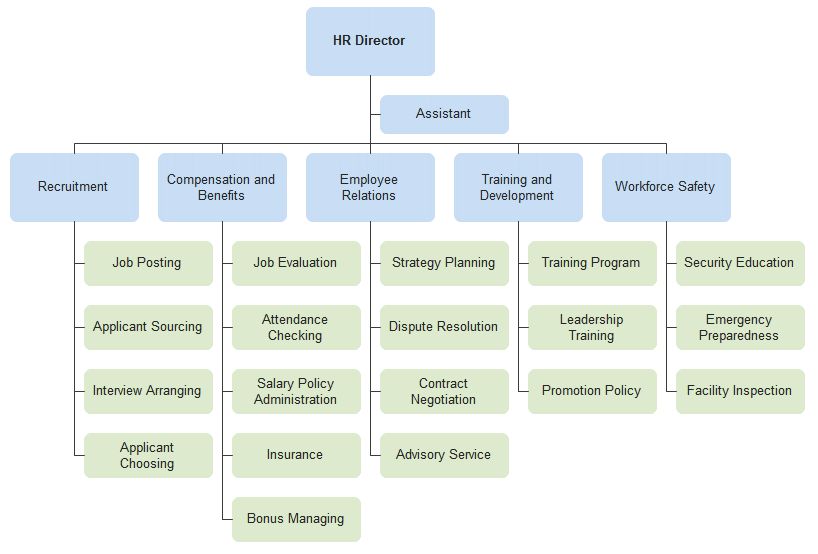 HR Director
Assistant
Recruitment
Compensation and
Benefits
Employee
Relations
Training and
Development
Workforce Safety
Job Posting
Job Evaluation
Strategy Planning
Training Program
Security Education
Applicant Sourcing
Attendance
Checking
Dispute Resolution
Leadership
Training
Emergency
Preparedness
Interview Arranging
Salary Policy
Administration
Contract
Negotiation
Promotion Policy
Facility Inspection
Applicant
Choosing
Insurance
Advisory Service
Bonus Managing